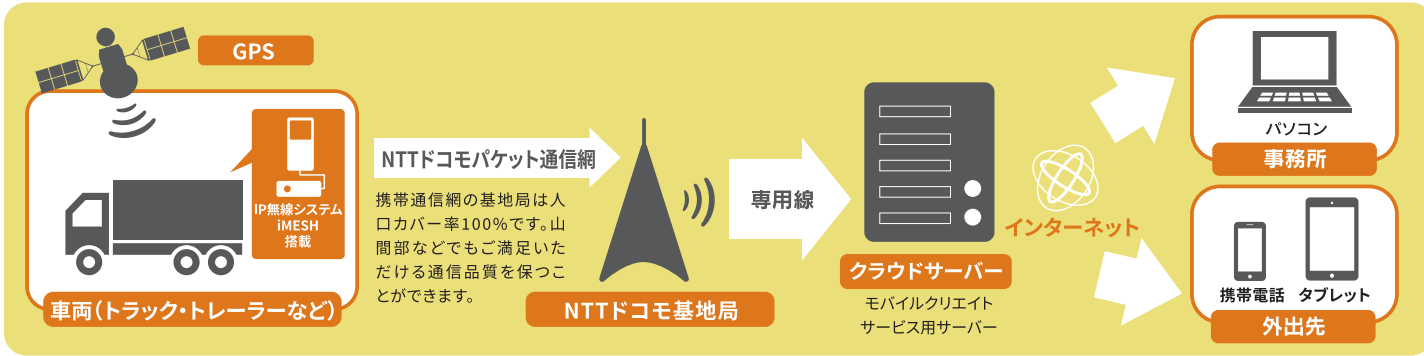 GPS
IP無線システム
iMESH
搭載
車両(トラック・トレーラーなど)
NTTドコモパケット通信網
携帯通信網の基地局は人
口カバー率100%です。山
間部などでもご満足いた
だける通信品質を保つこ
とができます。
NTTドコモ基地局
専用線
クラウドサーバー
モバイルクリエイト
サービス用サーバー
インターネット
パソコン
事務所
携帯電話 タブレット
外出先